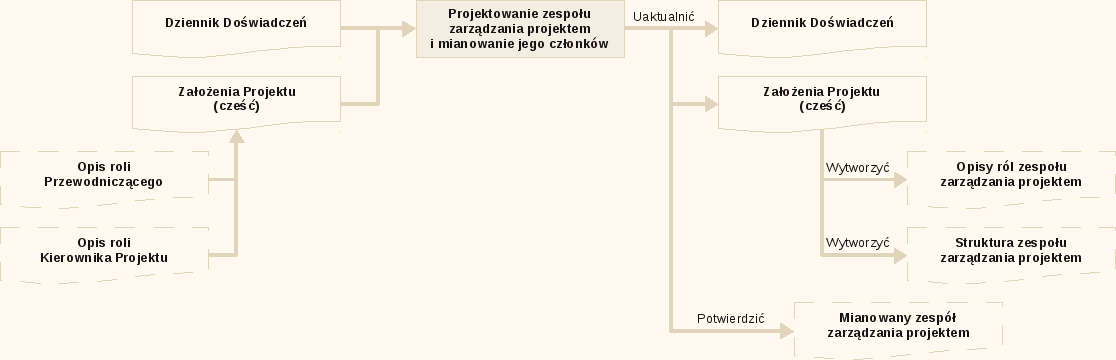 Dziennik Doświadczeń
Projektowanie zespołu
zarządzania projektem
i mianowanie jego członków
Uaktualnić
Dziennik Doświadczeń
Założenia Projektu
(cześć)
Założenia Projektu
(cześć)
Opis roli
Przewodniczącego
Wytworzyć
Opisy ról zespołu
zarządzania projektem
Opis roli
Kierownika Projektu
Wytworzyć
Struktura zespołu
zarządzania projektem
Potwierdzić
Mianowany zespół
zarządzania projektem